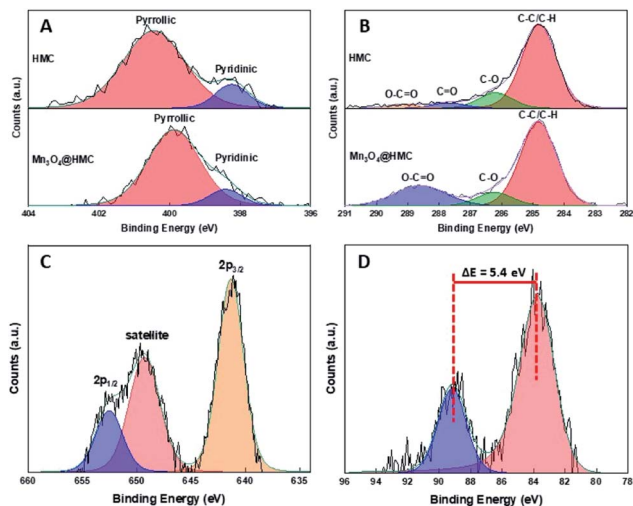 A
Pyrrollic
HMC
Pyridinic
Pyrrollic
Mn3O4@HMC
Pyridinic
404 402 400 398 396
Binding Energy (eV)
Counts (a.u.)
B
C-C/C-H
HMC
O-C=O
C=O
C-O
C-C/C-H
Mn3O4@HMC
O-C=O
C-O
291 290 289 288 287 286 285 284 283 282
Binding Energy (eV)
Counts (a.u.)
C
2p3/2
satellite
2p1/2
660 655 650 645 640 635
Binding Energy (eV)
Counts (a.u.)
D
ΔE = 5.4 eV
96 94 92 90 88 86 84 82 80 78
Binding Energy (eV)
Counts (a.u.)